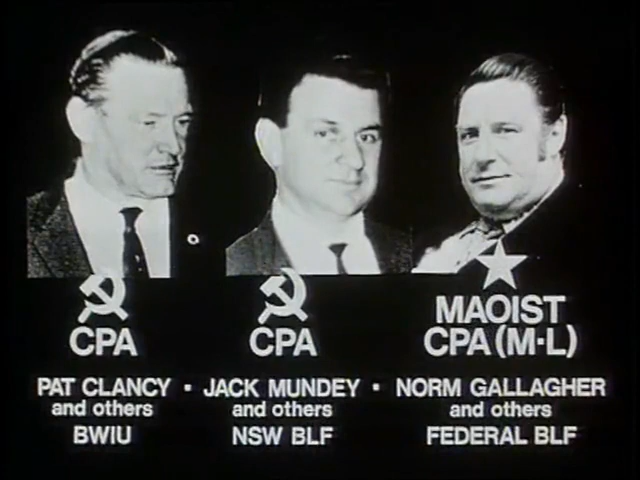 CPA CPA MAOIST CPA (M-L)
PAT CLANCY • JACK MUNDEY • NORM GALLAGHER
and others and others and others
BWIU NSW BLF FEDERAL BLF